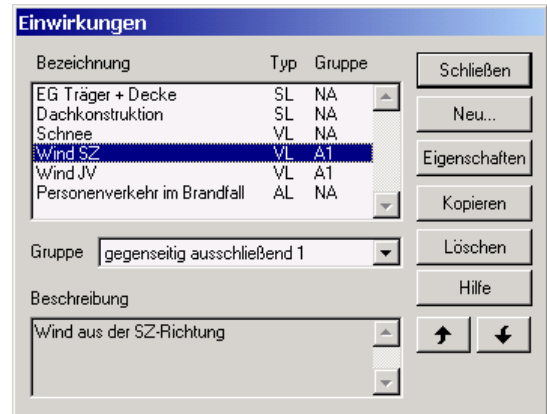 Einwirkungen
Bezeichnung Typ Gruppe
EG Träger + Decke SL NA
Dachkonstruktion SL NA
Schnee VL NA
Wind SZ VL A1
Wind JV VL A1
Personenverkehr im Brandfall AL NA
Gruppe gegenseitig ausschließend 1
Beschreibung
Wind aus der SZ-Richtung
Schließen
Neu...
Eigenschaften
Kopieren
Löschen
Hilfe